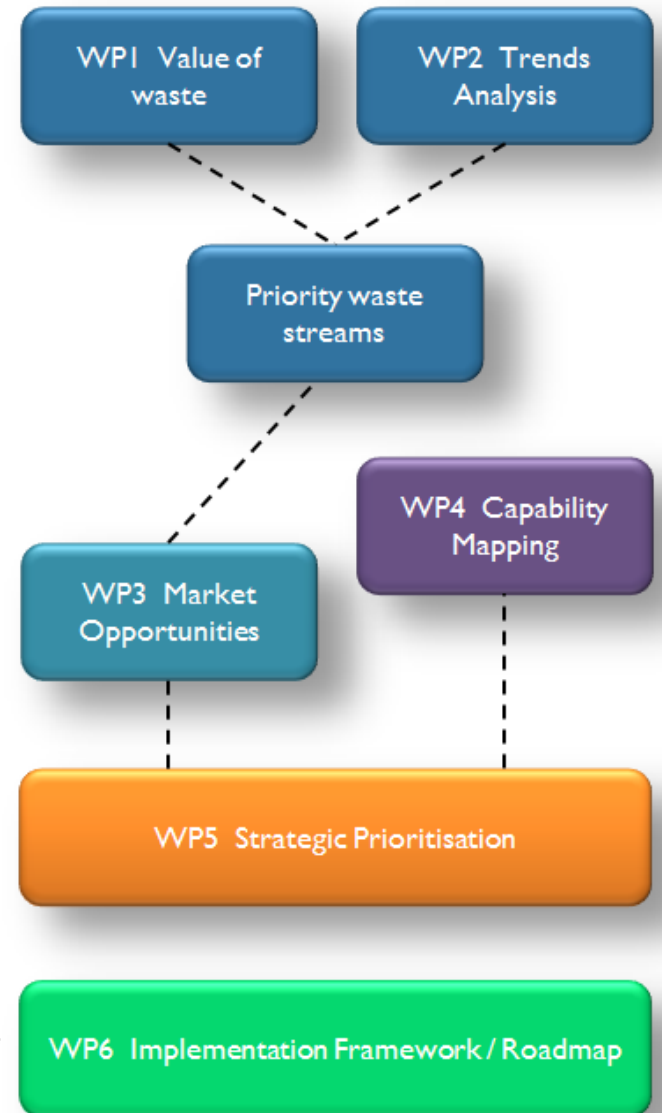 WP1 Value of
waste
WP2 Trends
Analysis
Priority waste
streams
WP4 Capability
Mapping
WP3 Market
Opportunities
WP5 Strategic Prioritisation
WP6 Implementation Framework / Roadmap